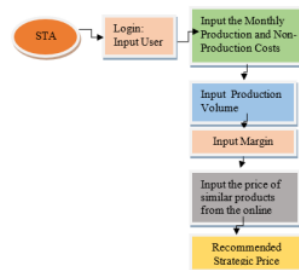 STA
Login:
Input User
Input the Monthly
Production and Non-
Production Costs
Input Production
Volume
Input Margin
Input the price of
similar products
from the online
Recommended
Strategic Price